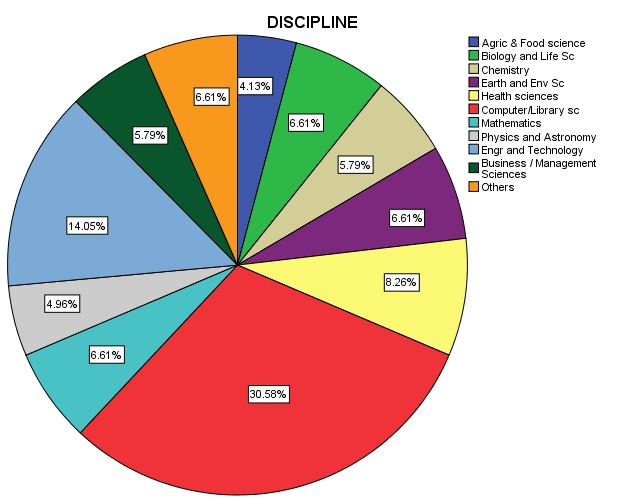 DISCIPLINE
Agric & Food science
Biology and Life Sc
Chemistry
Earth and Env Sc
Health sciences
Computer/Library sc
Mathematics
Physics and Astronomy
Engr and Technology
Business / Management
Sciences
Others
4.13%
6.61%
5.79%
6.61%
8.26%
30.58%
6.61%
4.96%
14.05%
5.79%
6.61%